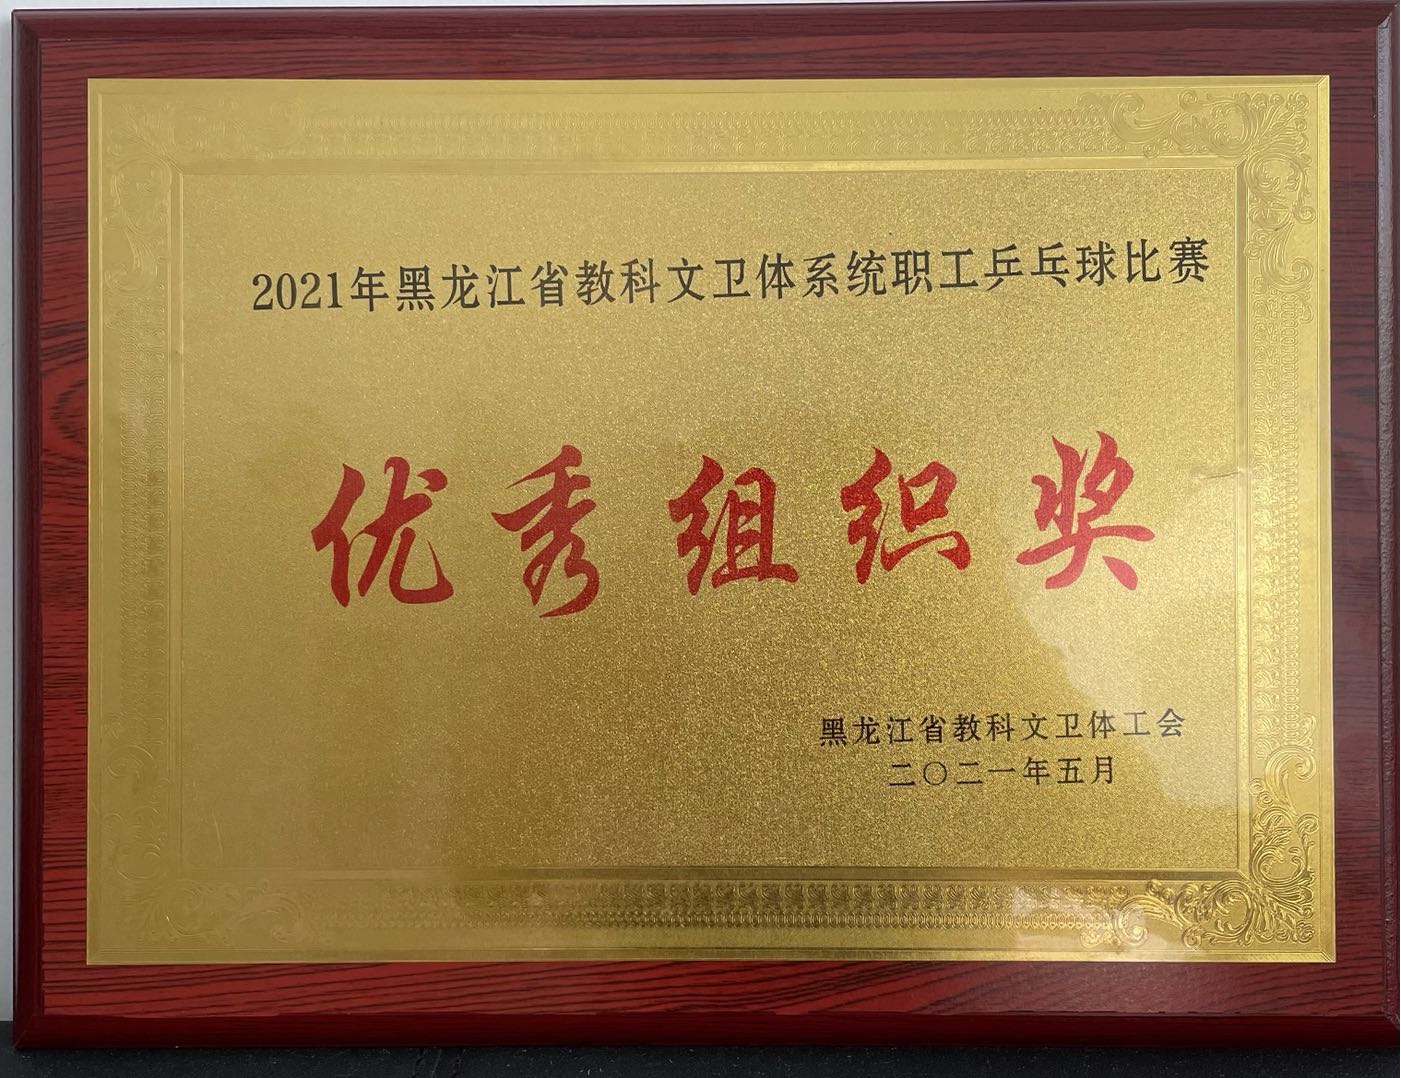 2021年黑龙江省教科文卫体系统职工乒乓球比赛
优秀组织奖
黑龙江省教科文卫体工会
二〇二一年五月